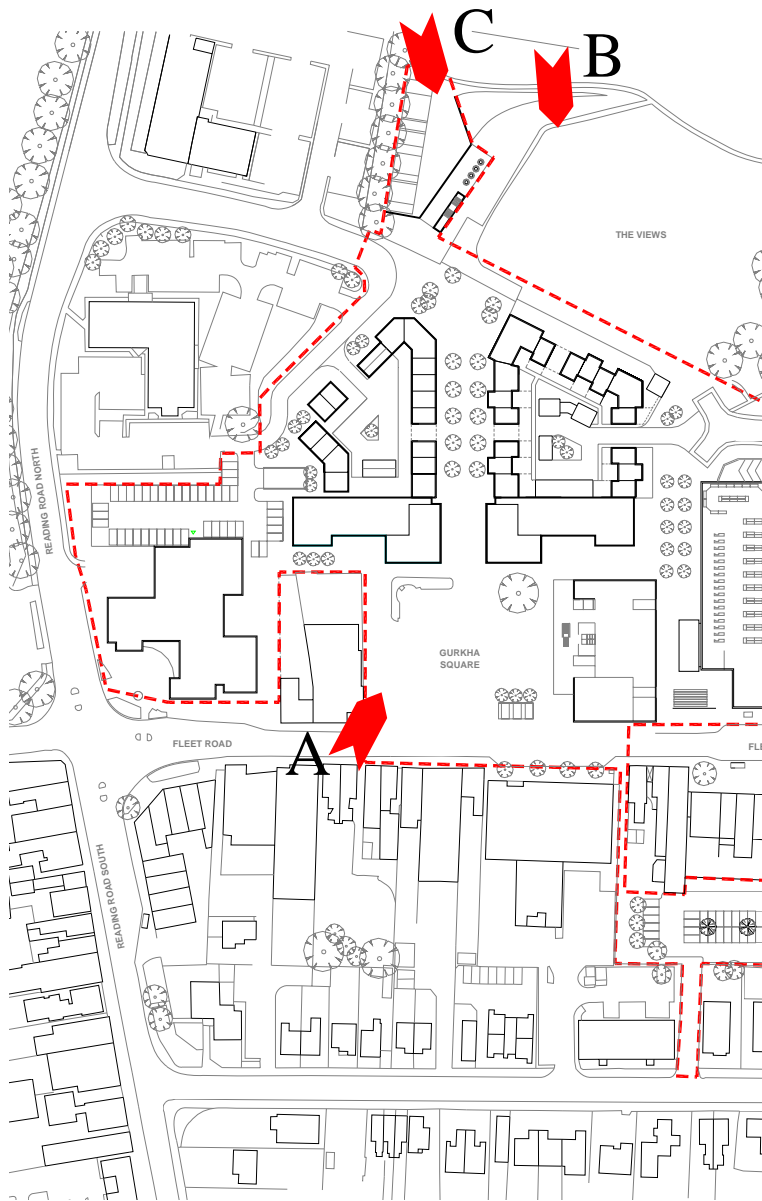 C
B
THE VIEWS
READING ROAD NORTH
GURKHA
SQUARE
FLEET ROAD
A
FLE
READING ROAD SOUTH